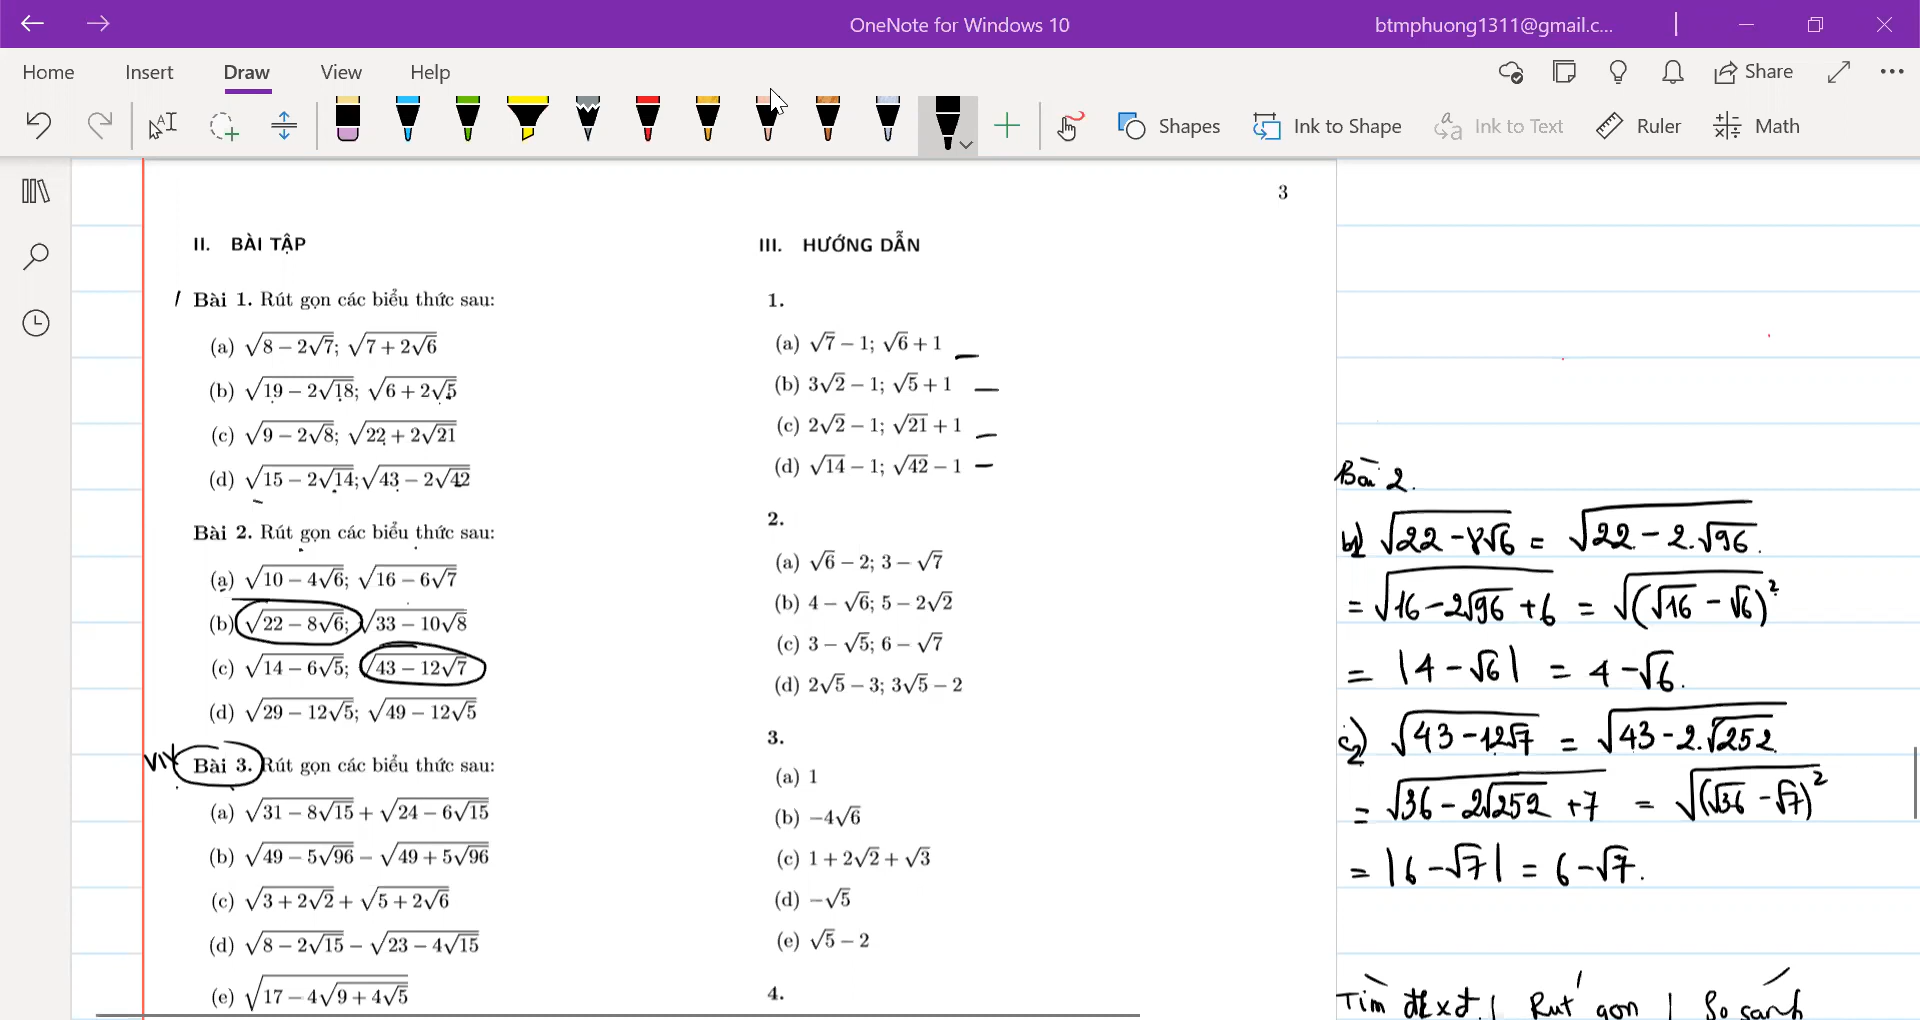 OneNote for Windows 10
btmphuong1311@gmail.c...
Home Insert Draw View Help
Share
Shapes Ink to Shape Ink to Text Ruler Math
3
II. BÀI TẬP
Bài 1. Rút gọn các biểu thức sau:
(a) √(8 − 2√7); √(7 + 2√6)
(b) √(19 − 2√18); √(6 + 2√5)
(c) √(9 − 2√8); √(22 + 2√21)
(d) √(15 − 2√14); √(43 − 2√42)
Bài 2. Rút gọn các biểu thức sau:
(a) √(10 − 4√6); √(16 − 6√7)
(b) √(22 − 8√6); √(33 − 10√8)
(c) √(14 − 6√5); √(43 − 12√7)
(d) √(29 − 12√5); √(49 − 12√5)
Bài 3. Rút gọn các biểu thức sau:
(a) √(31 − 8√15) + √(24 − 6√15)
(b) √(49 − 5√96) − √(49 + 5√96)
(c) √(3 + 2√2) + √(5 + 2√6)
(d) √(8 − 2√15) − √(23 − 4√15)
(e) √(17 − 4√(9 + 4√5))
III. HƯỚNG DẪN
1.
(a) √7 − 1; √6 + 1
(b) 3√2 − 1; √5 + 1
(c) 2√2 − 1; √21 + 1
(d) √14 − 1; √42 − 1
2.
(a) √6 − 2; 3 − √7
(b) 4 − √6; 5 − 2√2
(c) 3 − √5; 6 − √7
(d) 2√5 − 3; 3√5 − 2
3.
(a) 1
(b) −4√6
(c) 1 + 2√2 + √3
(d) −√5
(e) √5 − 2
4.
Bài 2.
b) √(22 − 8√6) = √(22 − 2.√96)
= √(16 − 2√96 + 6) = √((√16 − √6)²)
= |4 − √6| = 4 − √6.
c) √(43 − 12√7) = √(43 − 2.√252)
= √(36 − 2√252 + 7) = √((√36 − √7)²)
= |6 − √7| = 6 − √7.
Tìm đkxđ | Rút gọn | So sánh